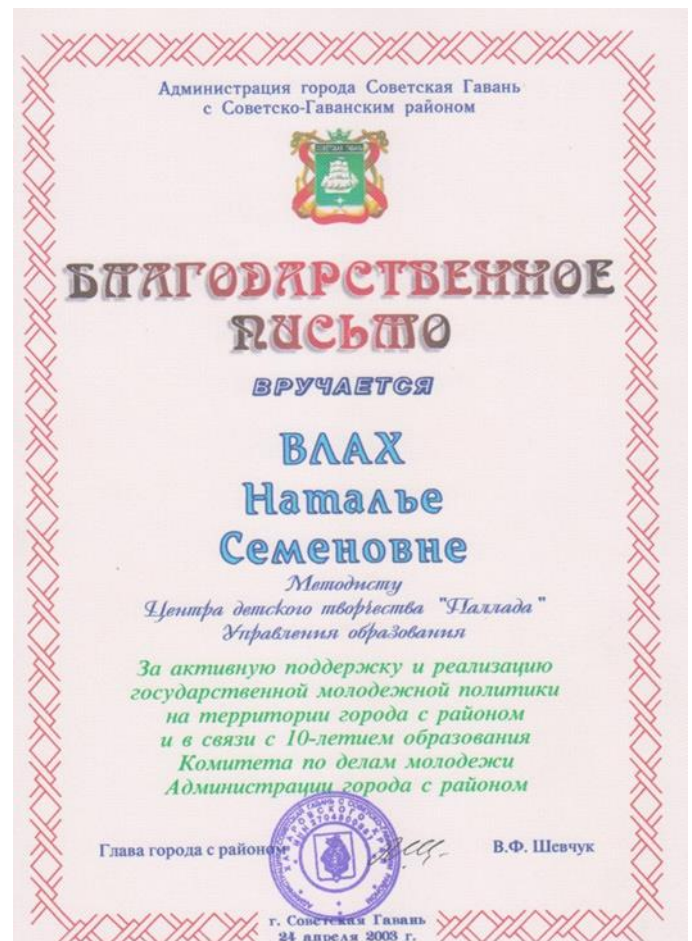 Администрация города Советская Гавань
с Советско-Гаванским районом
СОВЕТСКАЯ ГАВАНЬ
БЛАГОДАРСТВЕННОЕ
ПИСЬМО
ВРУЧАЕТСЯ
ВЛАХ
Наталье
Семеновне
Методисту
Центра детского творчества "Паллада"
Управления образования
За активную поддержку и реализацию
государственной молодежной политики
на территории города с районом
и в связи с 10-летием образования
Комитета по делам молодежи
Администрации города с районом
Глава города с районом
В.Ф. Шевчук
г. Советская Гавань
24 апреля 2003 г.